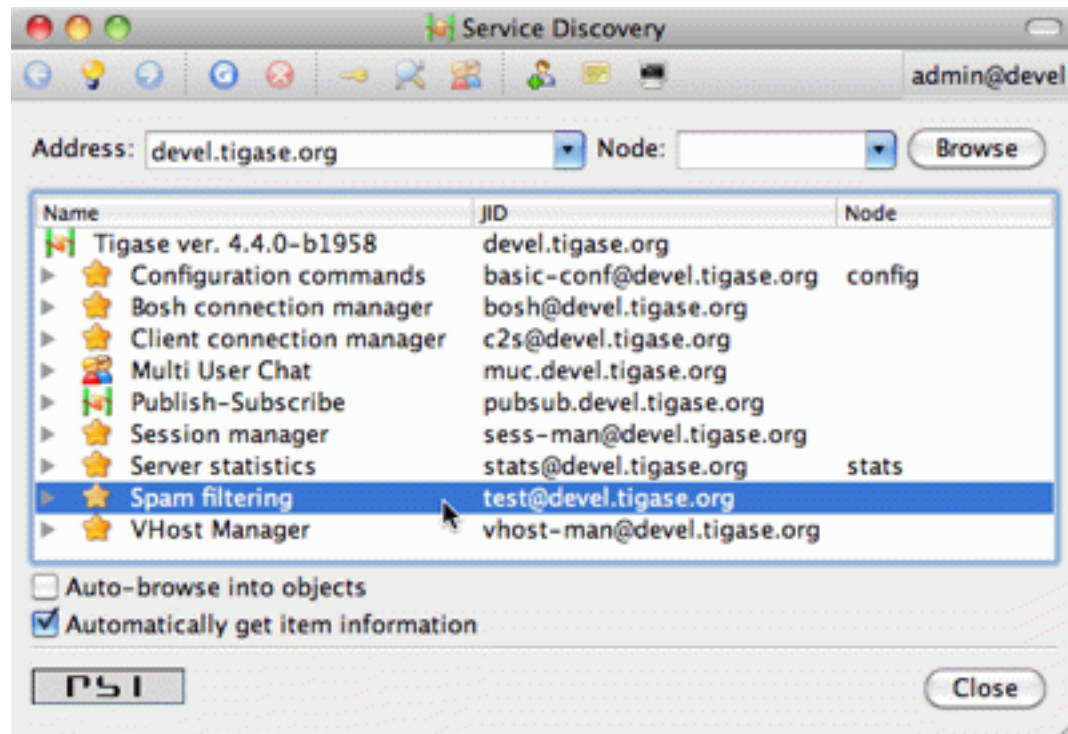 Service Discovery
admin@devel
Address: devel.tigase.org Node: Browse
Name JID Node
Tigase ver. 4.4.0-b1958 devel.tigase.org
Configuration commands basic-conf@devel.tigase.org config
Bosh connection manager bosh@devel.tigase.org
Client connection manager c2s@devel.tigase.org
Multi User Chat muc.devel.tigase.org
Publish-Subscribe pubsub.devel.tigase.org
Session manager sess-man@devel.tigase.org
Server statistics stats@devel.tigase.org stats
Spam filtering test@devel.tigase.org
VHost Manager vhost-man@devel.tigase.org
Auto-browse into objects
Automatically get item information
PSI Close